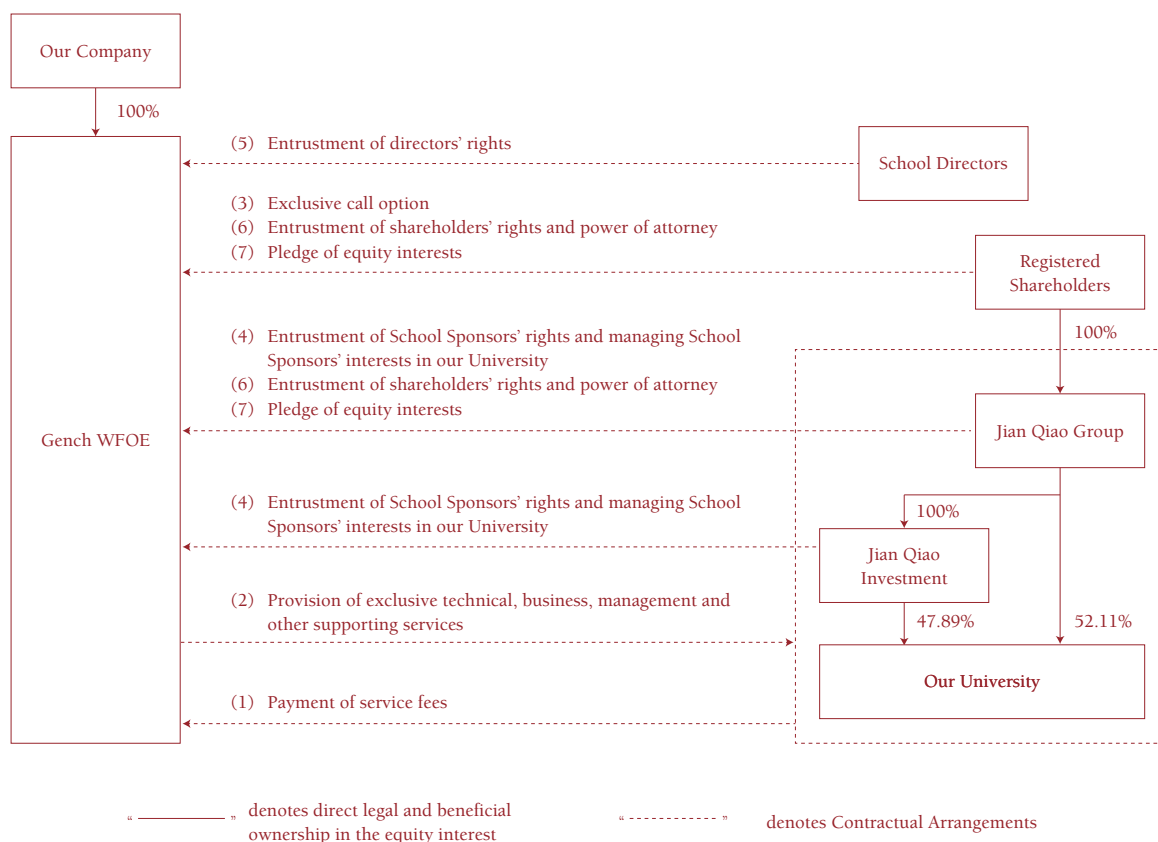 Our Company
100%
(5) Entrustment of directors' rights
School Directors
(3) Exclusive call option
(6) Entrustment of shareholders' rights and power of attorney
(7) Pledge of equity interests
Registered
Shareholders
100%
(4) Entrustment of School Sponsors' rights and managing School
Sponsors' interests in our University
(6) Entrustment of shareholders' rights and power of attorney
(7) Pledge of equity interests
Gench WFOE
Jian Qiao Group
(4) Entrustment of School Sponsors' rights and managing School
Sponsors' interests in our University
100%
Jian Qiao
Investment
(2) Provision of exclusive technical, business, management and
other supporting services
47.89%
52.11%
Our University
(1) Payment of service fees
“ ” denotes direct legal and beneficial
ownership in the equity interest
“ ” denotes Contractual Arrangements